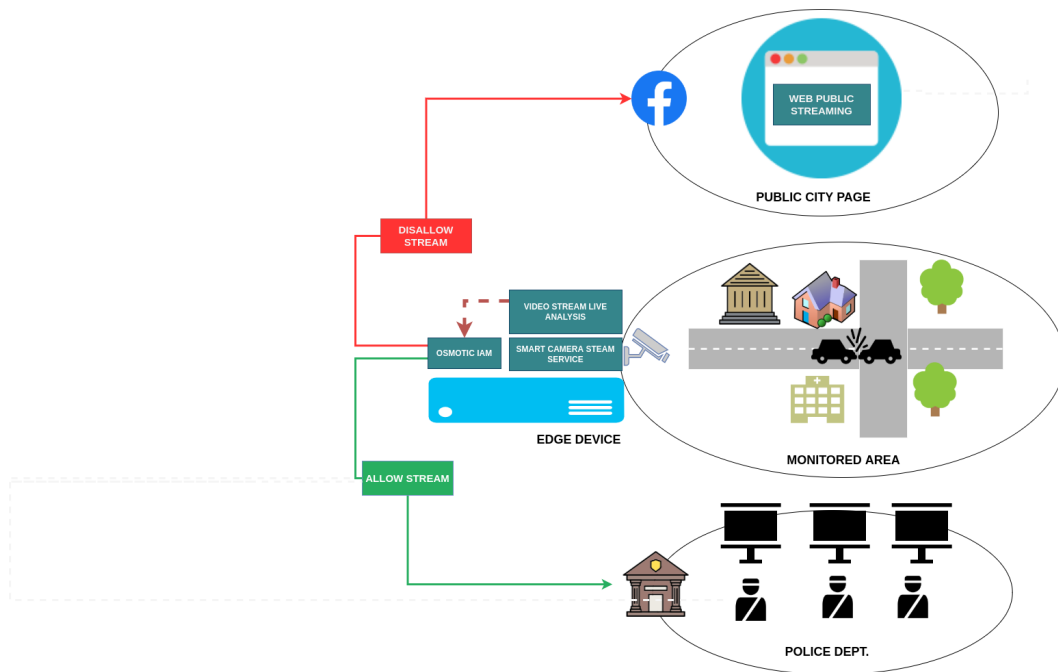 WEB PUBLIC
STREAMING
PUBLIC CITY PAGE
DISALLOW
STREAM
VIDEO STREAM LIVE
ANALYSIS
OSMOTIC IAM
SMART CAMERA STEAM
SERVICE
EDGE DEVICE
MONITORED AREA
ALLOW STREAM
POLICE DEPT.